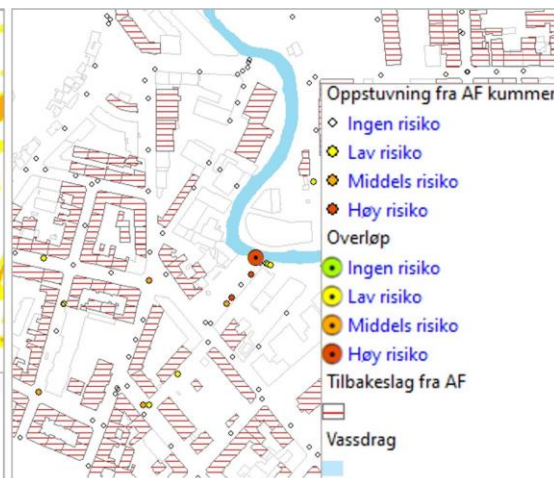 Oppstuvning fra AF kummer
Ingen risiko
Lav risiko
Middels risiko
Høy risiko
Overløp
Ingen risiko
Lav risiko
Middels risiko
Høy risiko
Tilbakeslag fra AF
Vassdrag